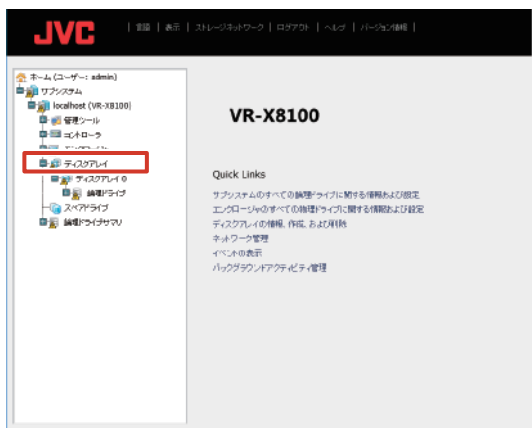 JVC
| 言語 | 表示 | ストレージネットワーク | ログアウト | ヘルプ | バージョン情報 |
ホーム (ユーザー: admin)
サブシステム
localhost (VR-X8100)
管理ツール
コントローラ
エンクロージャ
ディスクアレイ
ディスクアレイ 0
論理ドライブ
スペアドライブ
論理ドライブサマリ
VR-X8100
Quick Links
サブシステムのすべての論理ドライブに関する情報および設定
エンクロージャのすべての物理ドライブに関する情報および設定
ディスクアレイの情報、作成、および削除
ネットワーク管理
イベントの表示
バックグラウンドアクティビティ管理